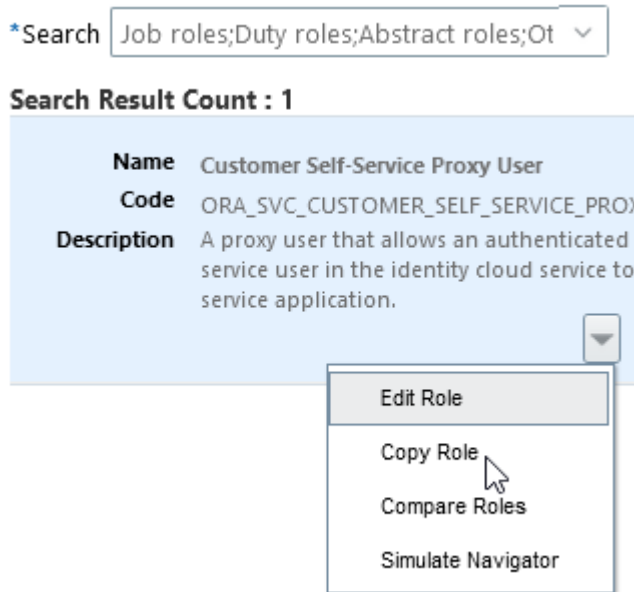 *Search Job roles;Duty roles;Abstract roles;Ot
Search Result Count : 1
Name Customer Self-Service Proxy User
Code ORA_SVC_CUSTOMER_SELF_SERVICE_PROX
Description A proxy user that allows an authenticated
service user in the identity cloud service to
service application.
Edit Role
Copy Role
Compare Roles
Simulate Navigator